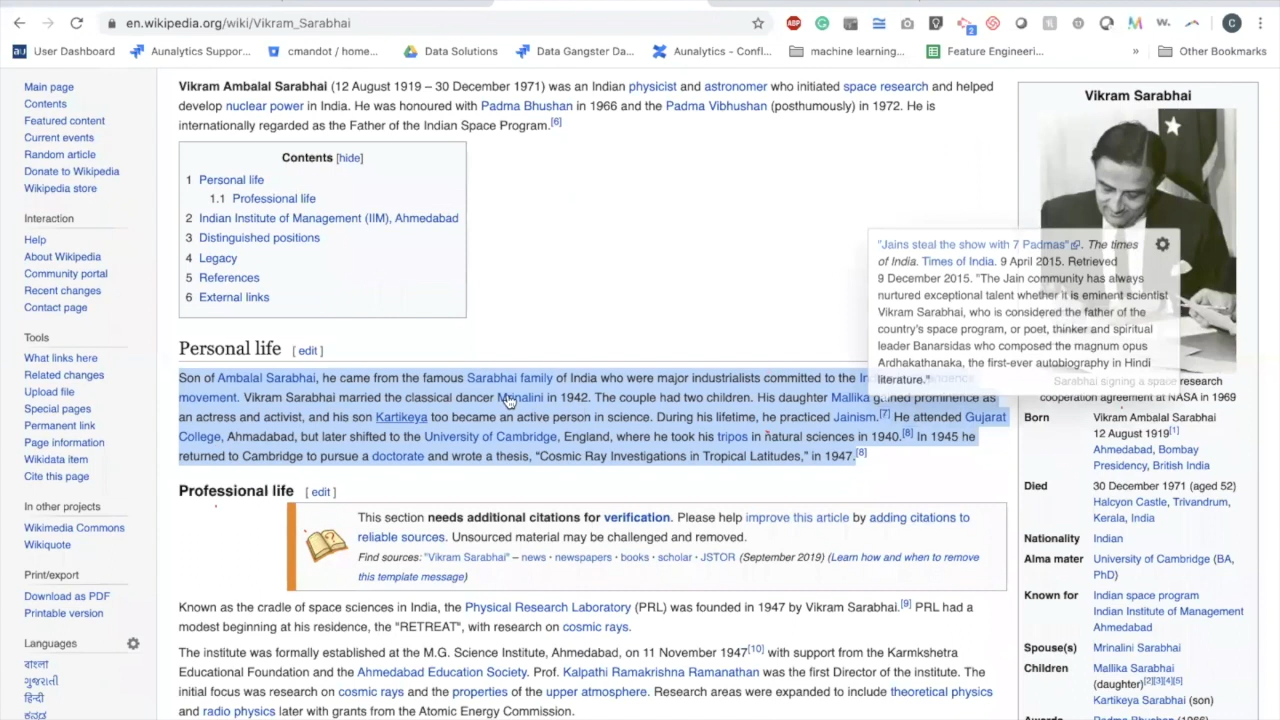 en.wikipedia.org/wiki/Vikram_Sarabhai
User Dashboard
Aunalytics Suppor...
cmandot / home...
Data Solutions
Data Gangster Da...
Aunalytics - Confl...
machine learning...
Feature Engineeri...
»
Other Bookmarks
Main page
Contents
Featured content
Current events
Random article
Donate to Wikipedia
Wikipedia store
Interaction
Help
About Wikipedia
Community portal
Recent changes
Contact page
Tools
What links here
Related changes
Upload file
Special pages
Permanent link
Page information
Wikidata item
Cite this page
In other projects
Wikimedia Commons
Wikiquote
Print/export
Download as PDF
Printable version
Languages
বাংলা
ગુજરાતી
हिन्दी
ಕನ್ನಡ
Vikram Ambalal Sarabhai (12 August 1919 – 30 December 1971) was an Indian physicist and astronomer who initiated space research and helped
develop nuclear power in India. He was honoured with Padma Bhushan in 1966 and the Padma Vibhushan (posthumously) in 1972. He is
internationally regarded as the Father of the Indian Space Program.[6]
Contents [hide]
1 Personal life
1.1 Professional life
2 Indian Institute of Management (IIM), Ahmedabad
3 Distinguished positions
4 Legacy
5 References
6 External links
Personal life [ edit ]
Son of Ambalal Sarabhai, he came from the famous Sarabhai family of India who were major industrialists committed to the
movement. Vikram Sarabhai married the classical dancer Mrinalini in 1942. The couple had two children. His daughter Mallika gained prominence as
an actress and activist, and his son Kartikeya too became an active person in science. During his lifetime, he practiced Jainism.[7] He attended Gujarat
College, Ahmadabad, but later shifted to the University of Cambridge, England, where he took his tripos in natural sciences in 1940.[8] In 1945 he
returned to Cambridge to pursue a doctorate and wrote a thesis, "Cosmic Ray Investigations in Tropical Latitudes," in 1947.[8]
"Jains steal the show with 7 Padmas". The times
of India. Times of India. 9 April 2015. Retrieved
9 December 2015. "The Jain community has always
nurtured exceptional talent whether it is eminent scientist
Vikram Sarabhai, who is considered the father of the
country's space program, or poet, thinker and spiritual
leader Banarsidas who composed the magnum opus
Ardhakathanaka, the first-ever autobiography in Hindi
literature."
Professional life [ edit ]
This section needs additional citations for verification. Please help improve this article by adding citations to
reliable sources. Unsourced material may be challenged and removed.
Find sources: "Vikram Sarabhai" – news · newspapers · books · scholar · JSTOR (September 2019) (Learn how and when to remove
this template message)
Known as the cradle of space sciences in India, the Physical Research Laboratory (PRL) was founded in 1947 by Vikram Sarabhai.[9] PRL had a
modest beginning at his residence, the "RETREAT", with research on cosmic rays.
The institute was formally established at the M.G. Science Institute, Ahmedabad, on 11 November 1947[10] with support from the Karmkshetra
Educational Foundation and the Ahmedabad Education Society. Prof. Kalpathi Ramakrishna Ramanathan was the first Director of the institute. The
initial focus was research on cosmic rays and the properties of the upper atmosphere. Research areas were expanded to include theoretical physics
and radio physics later with grants from the Atomic Energy Commission.
Vikram Sarabhai
Sarabhai signing a space research
cooperation agreement at NASA in 1969
Born Vikram Ambalal Sarabhai
12 August 1919[1]
Ahmedabad, Bombay
Presidency, British India
Died 30 December 1971 (aged 52)
Halcyon Castle, Trivandrum,
Kerala, India
Nationality Indian
Alma mater University of Cambridge (BA,
PhD)
Known for Indian space program
Indian Institute of Management
Ahmedabad
Spouse(s) Mrinalini Sarabhai
Children Mallika Sarabhai
(daughter)[2][3][4][5]
Kartikeya Sarabhai (son)
Awards Padma Bhushan (1966)